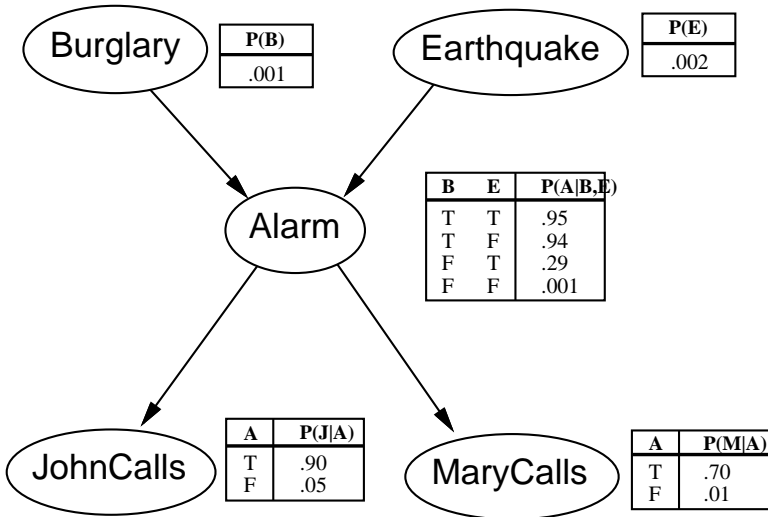 Burglary
P(B)
.001
Earthquake
P(E)
.002
Alarm
B E P(A|B,E)
T T .95
T F .94
F T .29
F F .001
JohnCalls
A P(J|A)
T .90
F .05
MaryCalls
A P(M|A)
T .70
F .01